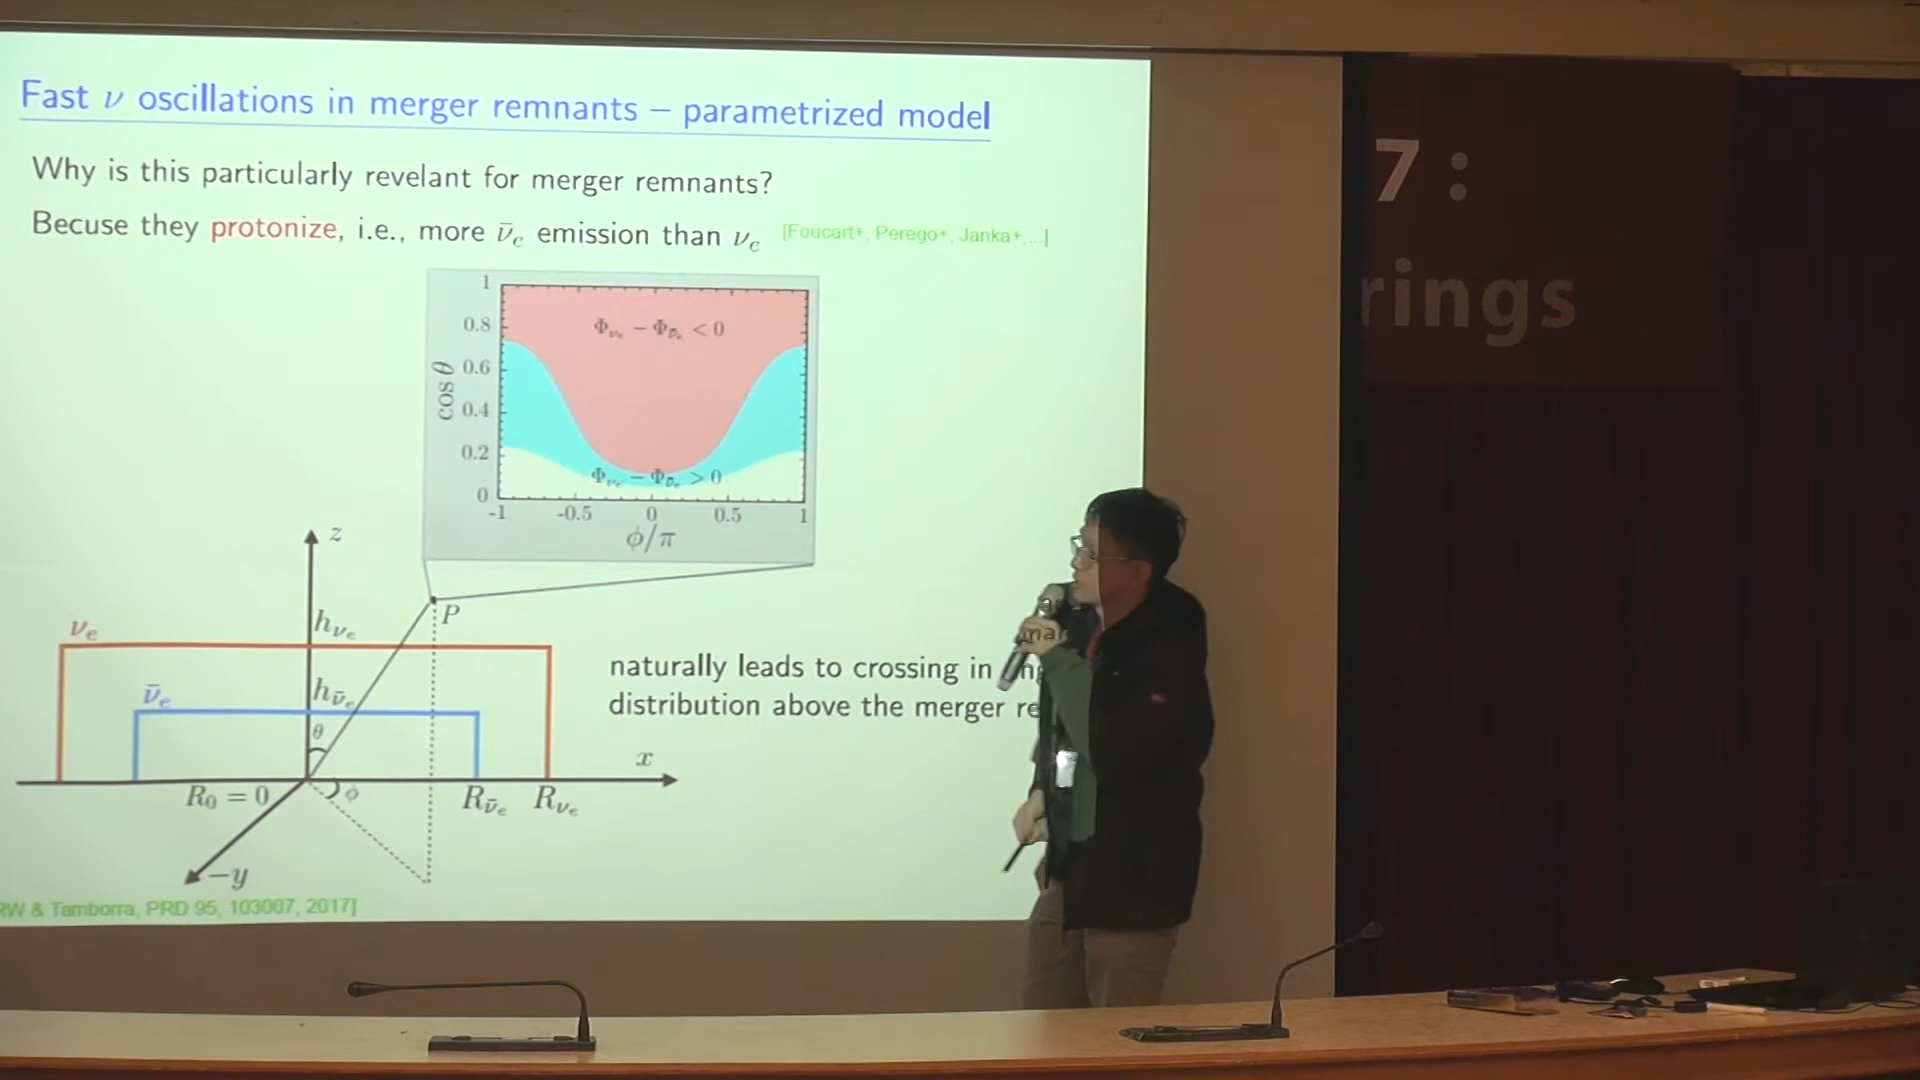 Fast ν oscillations in merger remnants – parametrized model
Why is this particularly revelant for merger remnants?
Becuse they protonize, i.e., more ν̄e emission than νe [Foucart+, Perego+, Janka+,...]
1
0.8
0.6
0.4
0.2
0
cos θ
Φνe − Φν̄e < 0
Φνe − Φν̄e > 0
-1 -0.5 0 0.5 1
ϕ/π
z
P
hνe
νe
hν̄e
ν̄e
θ
x
R0 = 0
ϕ
Rν̄e Rνe
−y
naturally leads to crossing in
distribution above the merger
RW & Tamborra, PRD 95, 103007, 2017]
7 :
rings